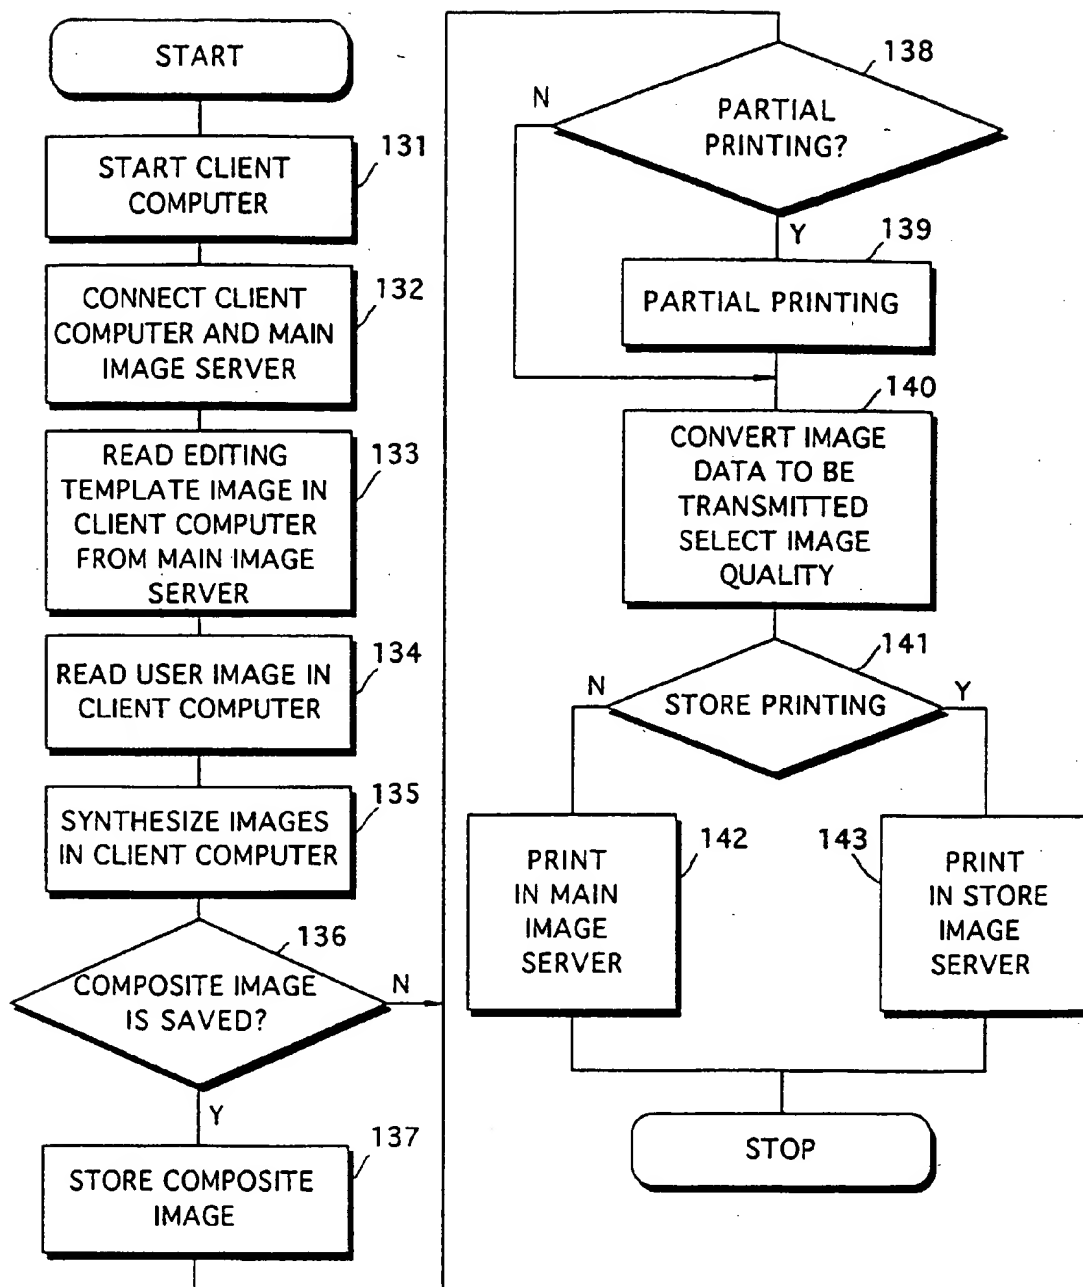 START
131
START CLIENT
COMPUTER
132
CONNECT CLIENT
COMPUTER AND MAIN
IMAGE SERVER
133
READ EDITING
TEMPLATE IMAGE IN
CLIENT COMPUTER
FROM MAIN IMAGE
SERVER
134
READ USER IMAGE IN
CLIENT COMPUTER
135
SYNTHESIZE IMAGES
IN CLIENT COMPUTER
136
COMPOSITE IMAGE
IS SAVED?
N
Y
137
STORE COMPOSITE
IMAGE
138
PARTIAL
PRINTING?
N
Y
139
PARTIAL PRINTING
140
CONVERT IMAGE
DATA TO BE
TRANSMITTED
SELECT IMAGE
QUALITY
141
STORE PRINTING
N
Y
142
PRINT
IN MAIN
IMAGE
SERVER
143
PRINT
IN STORE
IMAGE
SERVER
STOP